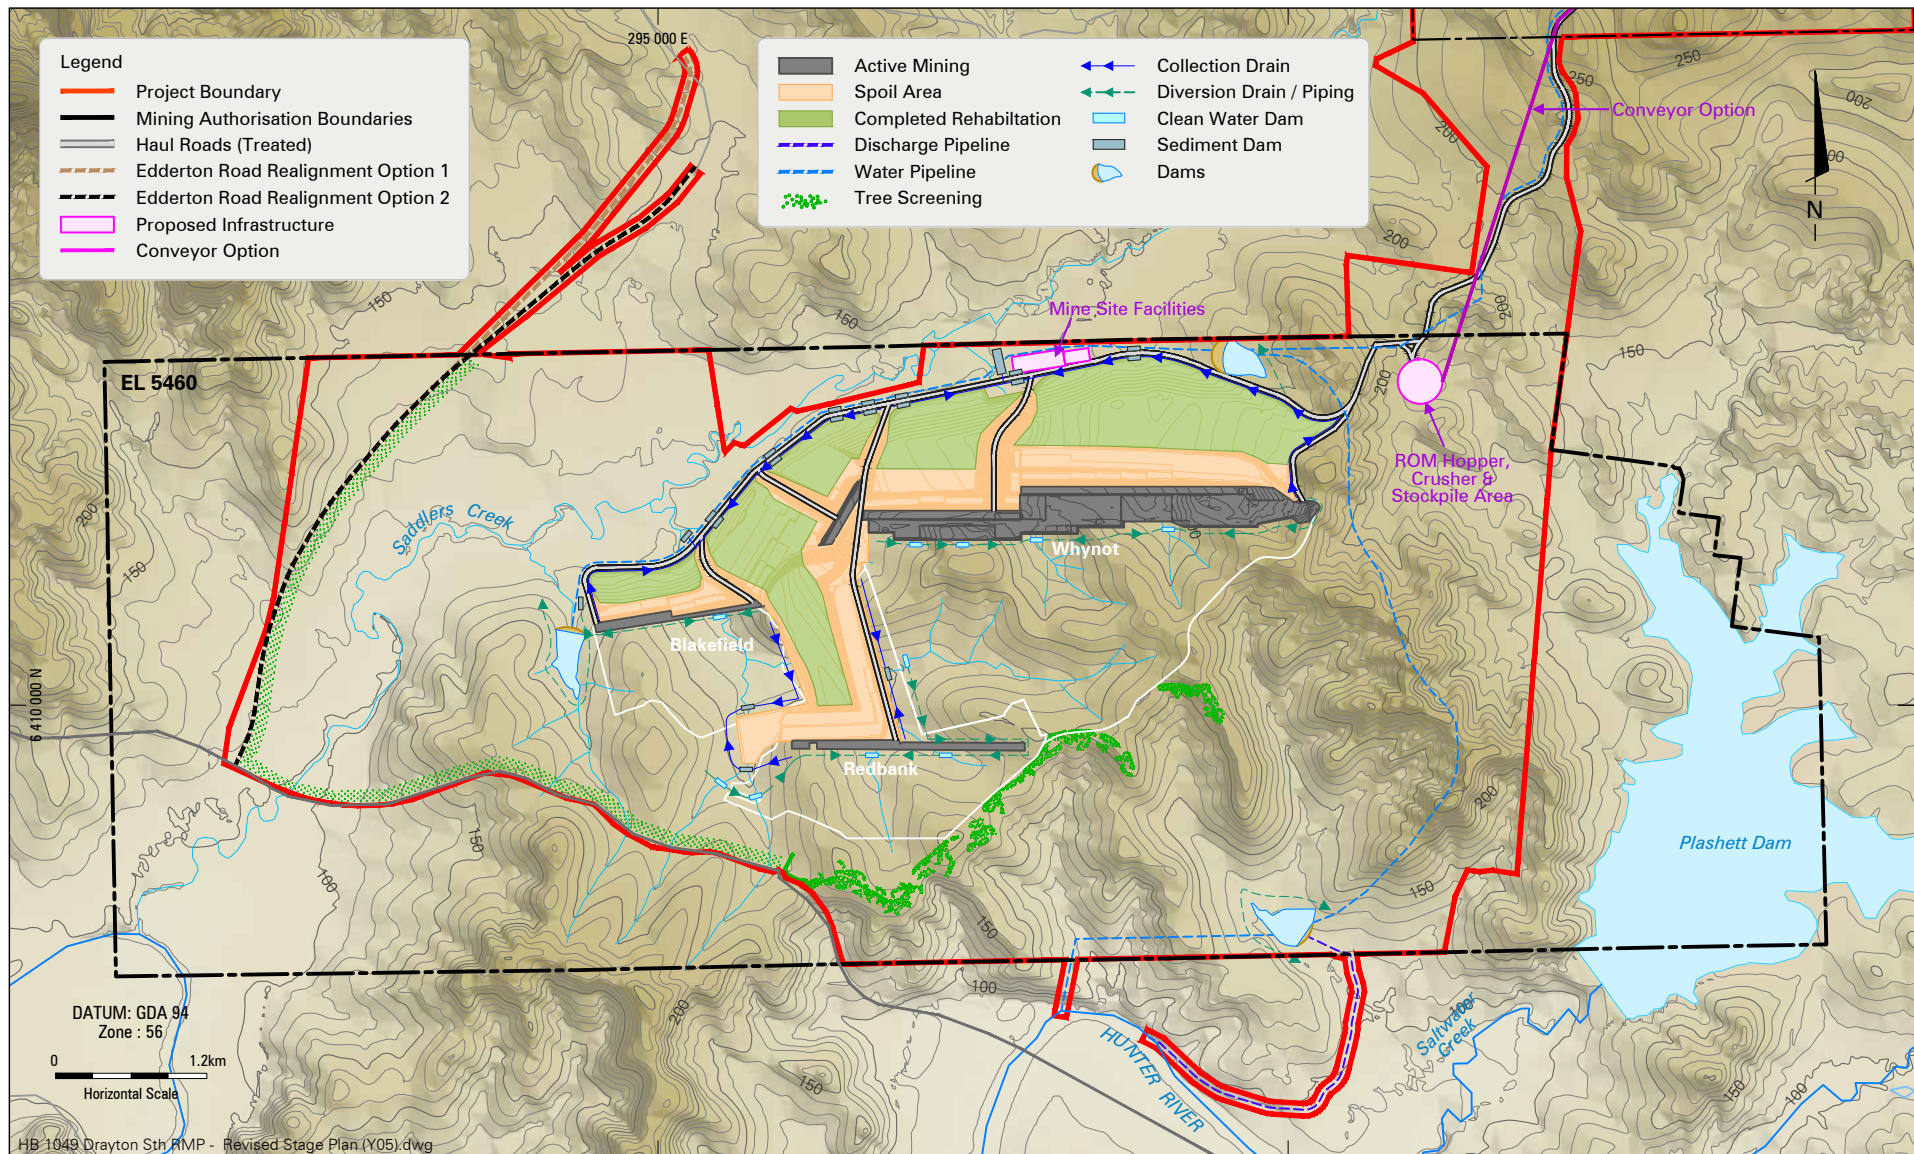 295 000 E
Legend
Project Boundary
Mining Authorisation Boundaries
Haul Roads (Treated)
Edderton Road Realignment Option 1
Edderton Road Realignment Option 2
Proposed Infrastructure
Conveyor Option
Active Mining
Spoil Area
Completed Rehabiltation
Discharge Pipeline
Water Pipeline
Tree Screening
Collection Drain
Diversion Drain / Piping
Clean Water Dam
Sediment Dam
Dams
250
250
200
200
Conveyor Option
N
200
200
200
150
150
150
Mine Site Facilities
EL 5460
200
ROM Hopper,
Crusher &
Stockpile Area
Saddlers Creek
200
150
Whynot
Blakefield
6 410 000 N
Redbank
200
150
100
Plashett Dam
150
150
DATUM: GDA 94
Zone : 56
0
1.2km
Horizontal Scale
200
100
150
HUNTER RIVER
100
Saltwater
Creek
150
100
HB 1049 Drayton Sth RMP - Revised Stage Plan (Y05).dwg